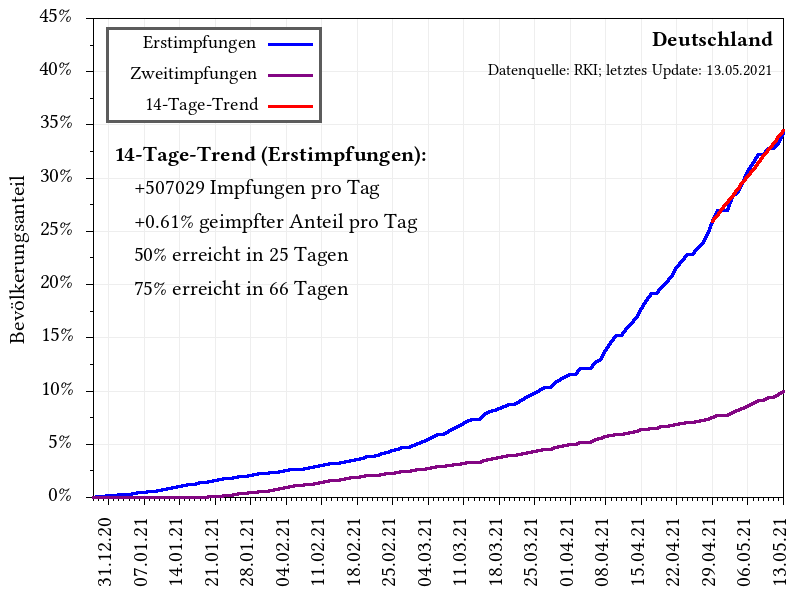 Deutschland
Datenquelle: RKI; letztes Update: 13.05.2021
Erstimpfungen
Zweitimpfungen
14-Tage-Trend
14-Tage-Trend (Erstimpfungen):
+507029 Impfungen pro Tag
+0.61% geimpfter Anteil pro Tag
50% erreicht in 25 Tagen
75% erreicht in 66 Tagen
Bevölkerungsanteil
45%
40%
35%
30%
25%
20%
15%
10%
5%
0%
31.12.20
07.01.21
14.01.21
21.01.21
28.01.21
04.02.21
11.02.21
18.02.21
25.02.21
04.03.21
11.03.21
18.03.21
25.03.21
01.04.21
08.04.21
15.04.21
22.04.21
29.04.21
06.05.21
13.05.21